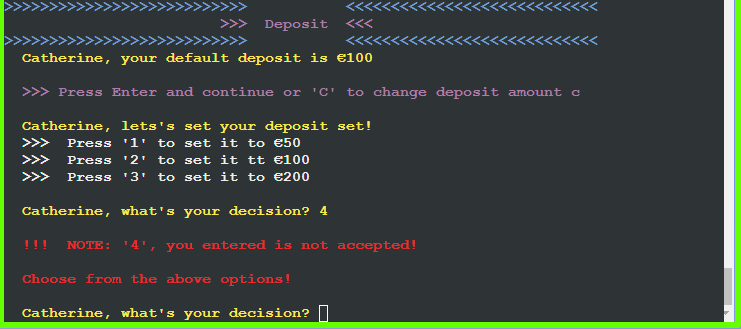 >>>>>>>>>>>>>>>>>>>>>>>>>>> <<<<<<<<<<<<<<<<<<<<<<<<<<<<
>>> Deposit <<<
>>>>>>>>>>>>>>>>>>>>>>>>>>> <<<<<<<<<<<<<<<<<<<<<<<<<<<<
Catherine, your default deposit is €100
>>> Press Enter and continue or 'C' to change deposit amount c
Catherine, lets's set your deposit set!
>>> Press '1' to set it to €50
>>> Press '2' to set it tt €100
>>> Press '3' to set it to €200
Catherine, what's your decision? 4
!!! NOTE: '4', you entered is not accepted!
Choose from the above options!
Catherine, what's your decision?